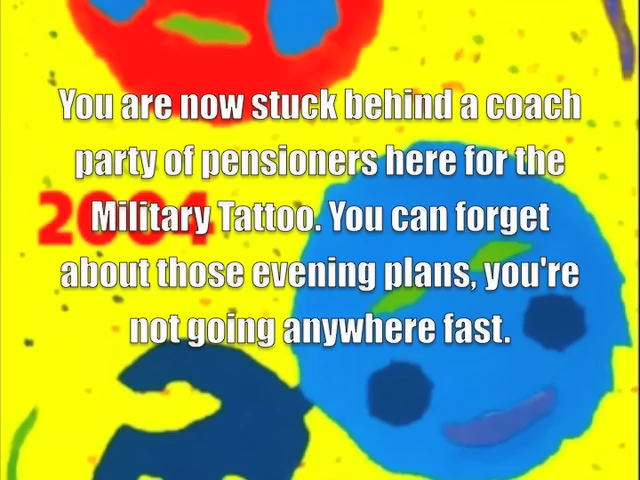 You are now stuck behind a coach
party of pensioners here for the
2004
Military Tattoo. You can forget
about those evening plans, you're
not going anywhere fast.